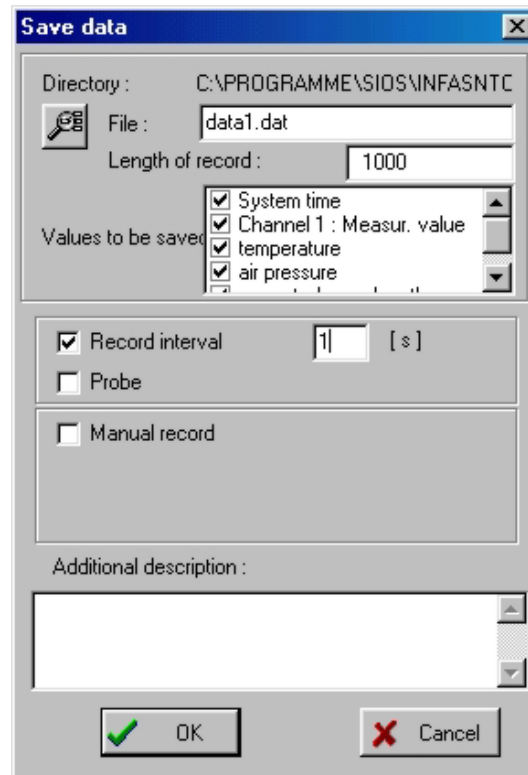 Save data
Directory : C:\PROGRAMME\SIOS\INFASNTC
File : data1.dat
Length of record : 1000
Values to be saved
System time
Channel 1 : Measur. value
temperature
air pressure
Record interval 1 [ s ]
Probe
Manual record
Additional description :
OK Cancel